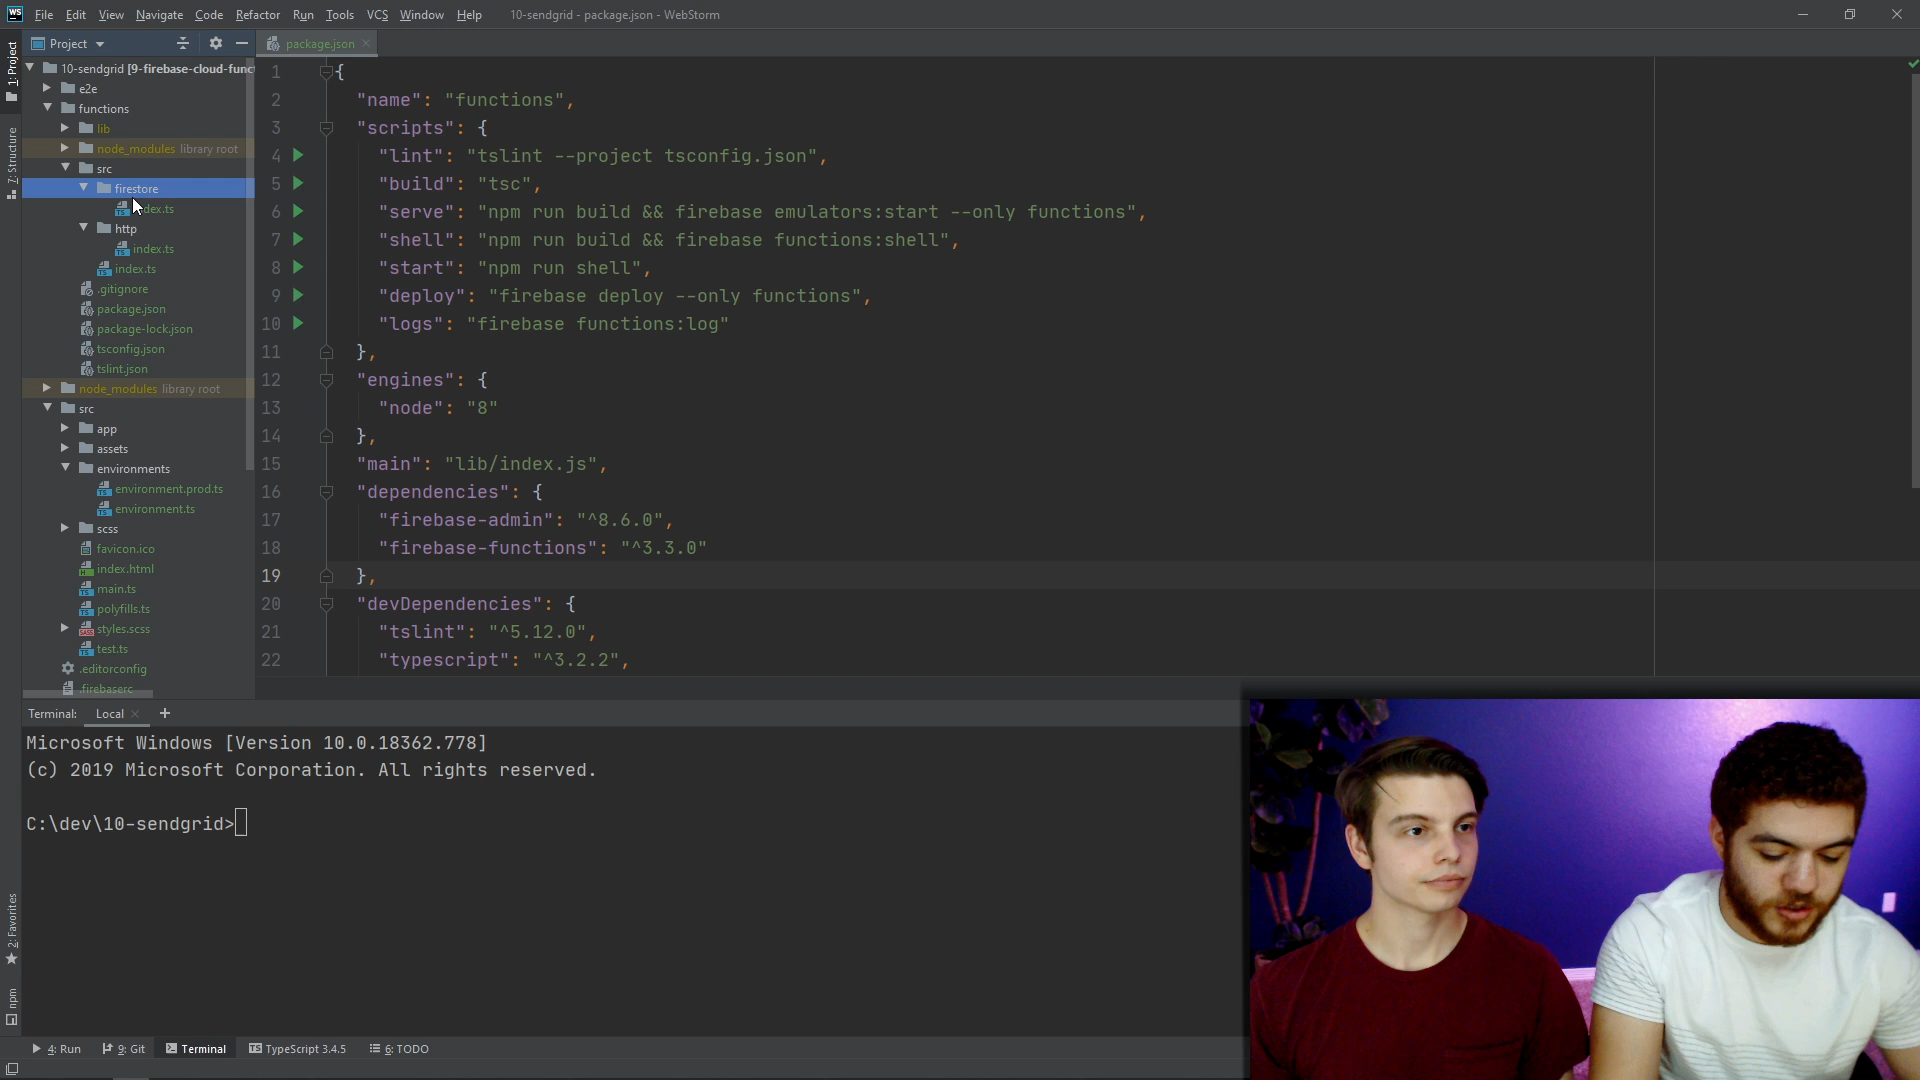 WS File Edit View Navigate Code Refactor Run Tools VCS Window Help 10-sendgrid - package.json - WebStorm
Project
package.json
1: Project
7: Structure
2: Favorites
npm
10-sendgrid [9-firebase-cloud-func
e2e
functions
lib
node_modules library root
src
firestore
dex.ts
http
index.ts
index.ts
.gitignore
package.json
package-lock.json
tsconfig.json
tslint.json
node_modules library root
src
app
assets
environments
environment.prod.ts
environment.ts
scss
favicon.ico
index.html
main.ts
polyfills.ts
styles.scss
test.ts
.editorconfig
.firebaserc
1 {
2 "name": "functions",
3 "scripts": {
4 "lint": "tslint --project tsconfig.json",
5 "build": "tsc",
6 "serve": "npm run build && firebase emulators:start --only functions",
7 "shell": "npm run build && firebase functions:shell",
8 "start": "npm run shell",
9 "deploy": "firebase deploy --only functions",
10 "logs": "firebase functions:log"
11 },
12 "engines": {
13 "node": "8"
14 },
15 "main": "lib/index.js",
16 "dependencies": {
17 "firebase-admin": "^8.6.0",
18 "firebase-functions": "^3.3.0"
19 },
20 "devDependencies": {
21 "tslint": "^5.12.0",
22 "typescript": "^3.2.2",
Terminal: Local
Microsoft Windows [Version 10.0.18362.778]
(c) 2019 Microsoft Corporation. All rights reserved.
C:\dev\10-sendgrid>
4: Run 9: Git Terminal TypeScript 3.4.5 6: TODO